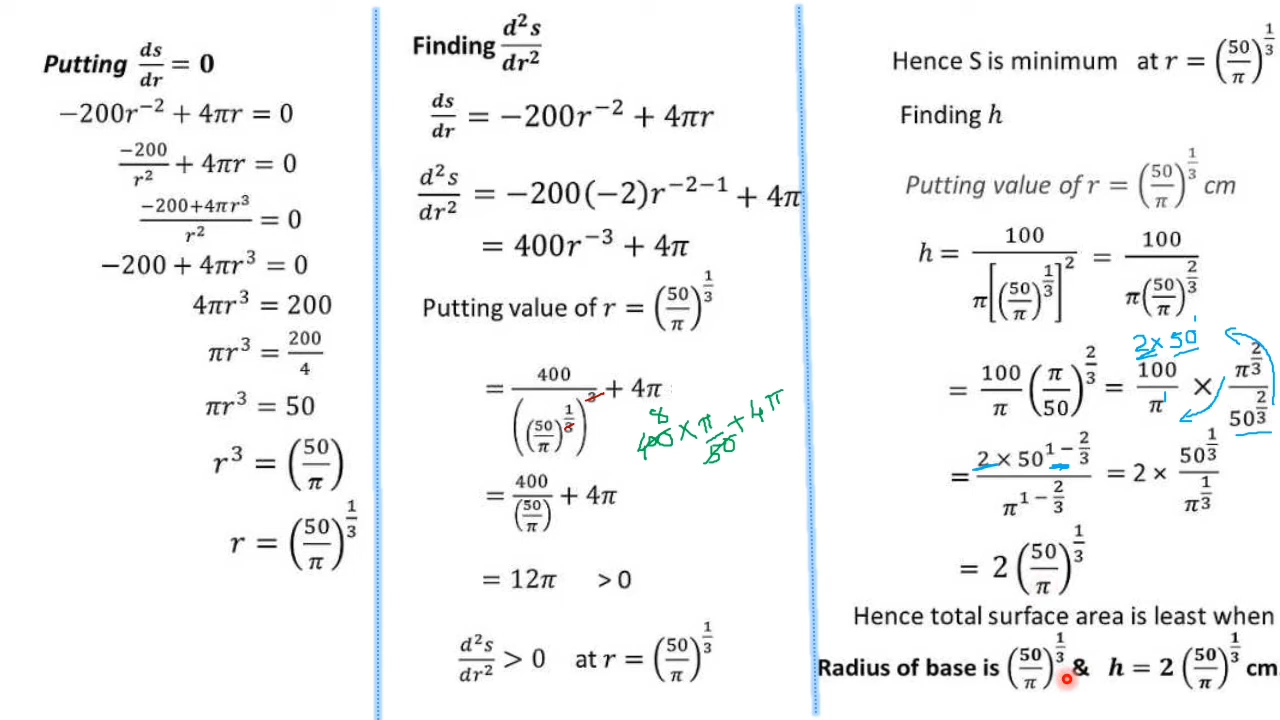 Putting ds/dr = 0
−200r⁻² + 4πr = 0
−200/r² + 4πr = 0
(−200+4πr³)/r² = 0
−200 + 4πr³ = 0
4πr³ = 200
πr³ = 200/4
πr³ = 50
r³ = (50/π)
r = (50/π)^(1/3)
Finding d²s/dr²
ds/dr = −200r⁻² + 4πr
d²s/dr² = −200(−2)r⁻²⁻¹ + 4π
= 400r⁻³ + 4π
Putting value of r = (50/π)^(1/3)
= 400/((50/π)^(1/3))³ + 4π
8
400 × π/50 + 4π
= 400/(50/π) + 4π
= 12π >0
d²s/dr² > 0 at r = (50/π)^(1/3)
Hence S is minimum at r = (50/π)^(1/3)
Finding h
Putting value of r = (50/π)^(1/3) cm
h = 100/(π[(50/π)^(1/3)]²) = 100/(π(50/π)^(2/3))
2 × 50¹
= 100/π (π/50)^(2/3) = 100/π¹ × π^(2/3)/50^(2/3)
= (2 × 50^(1−2/3))/(π^(1−2/3)) = 2 × 50^(1/3)/π^(1/3)
= 2 (50/π)^(1/3)
Hence total surface area is least when
Radius of base is (50/π)^(1/3) & h = 2 (50/π)^(1/3) cm